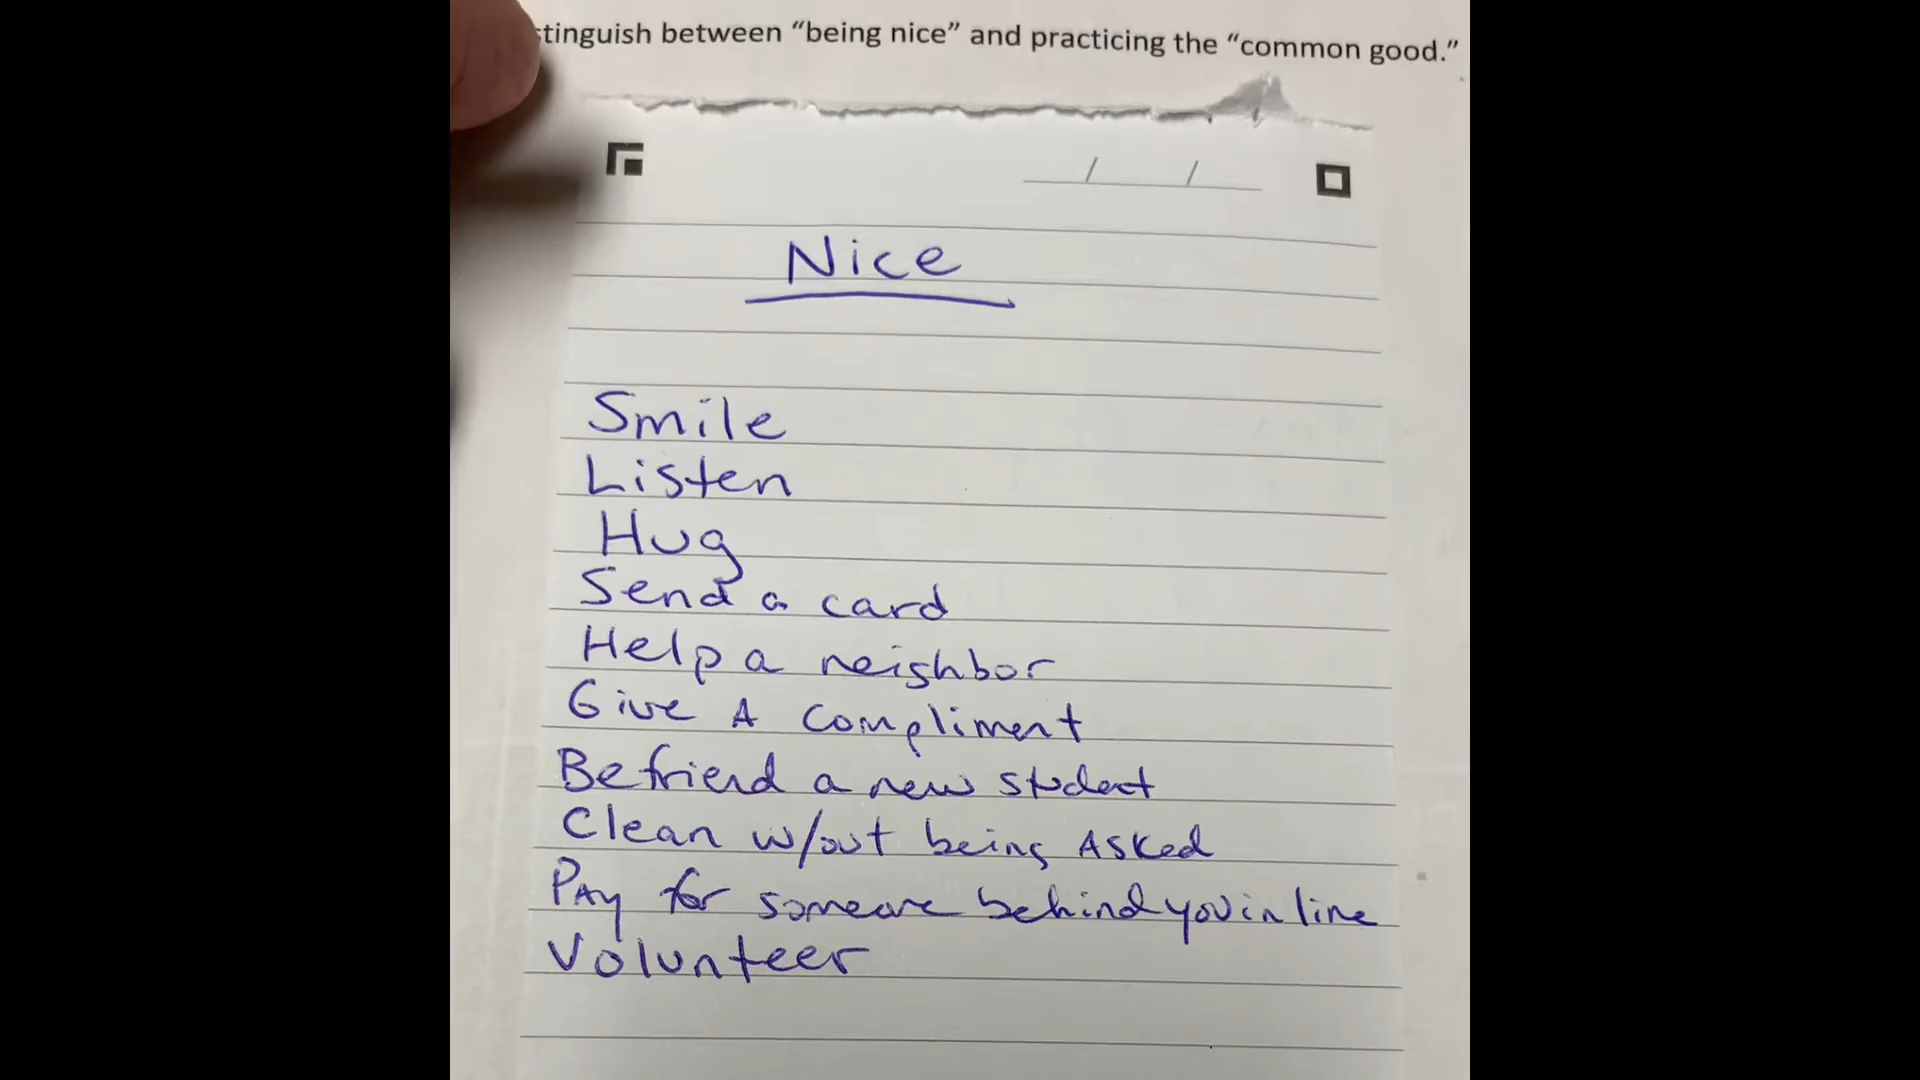 tinguish between “being nice” and practicing the “common good.”
/ /
Nice
Smile
Listen
Hug
Send a card
Help a neighbor
Give A compliment
Befriend a new student
Clean w/out being Asked
PAy for someone behind you in line
Volunteer